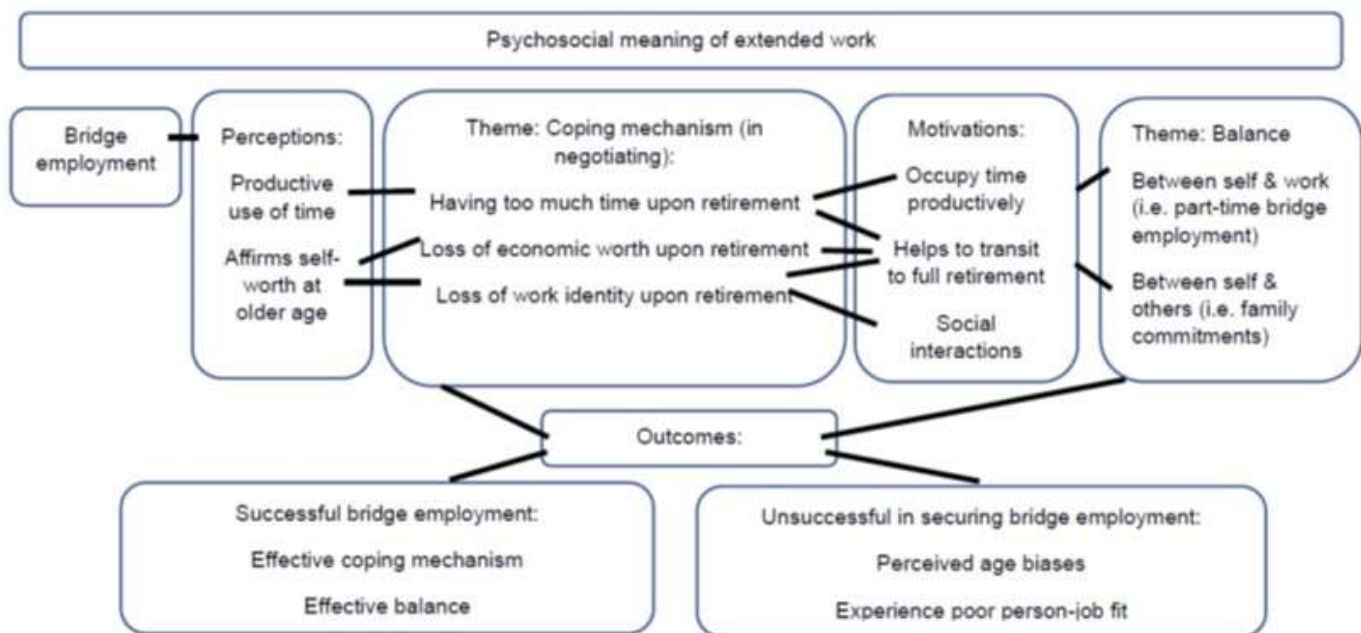 Psychosocial meaning of extended work
Bridge
employment
Perceptions:
Productive
use of time
Affirms self-
worth at
older age
Theme: Coping mechanism (in
negotiating):
Having too much time upon retirement
Loss of economic worth upon retirement
Loss of work identity upon retirement
Motivations:
Occupy time
productively
Helps to transit
to full retirement
Social
interactions
Theme: Balance
Between self & work
(i.e. part-time bridge
employment)
Between self &
others (i.e. family
commitments)
Outcomes:
Successful bridge employment:
Effective coping mechanism
Effective balance
Unsuccessful in securing bridge employment:
Perceived age biases
Experience poor person-job fit